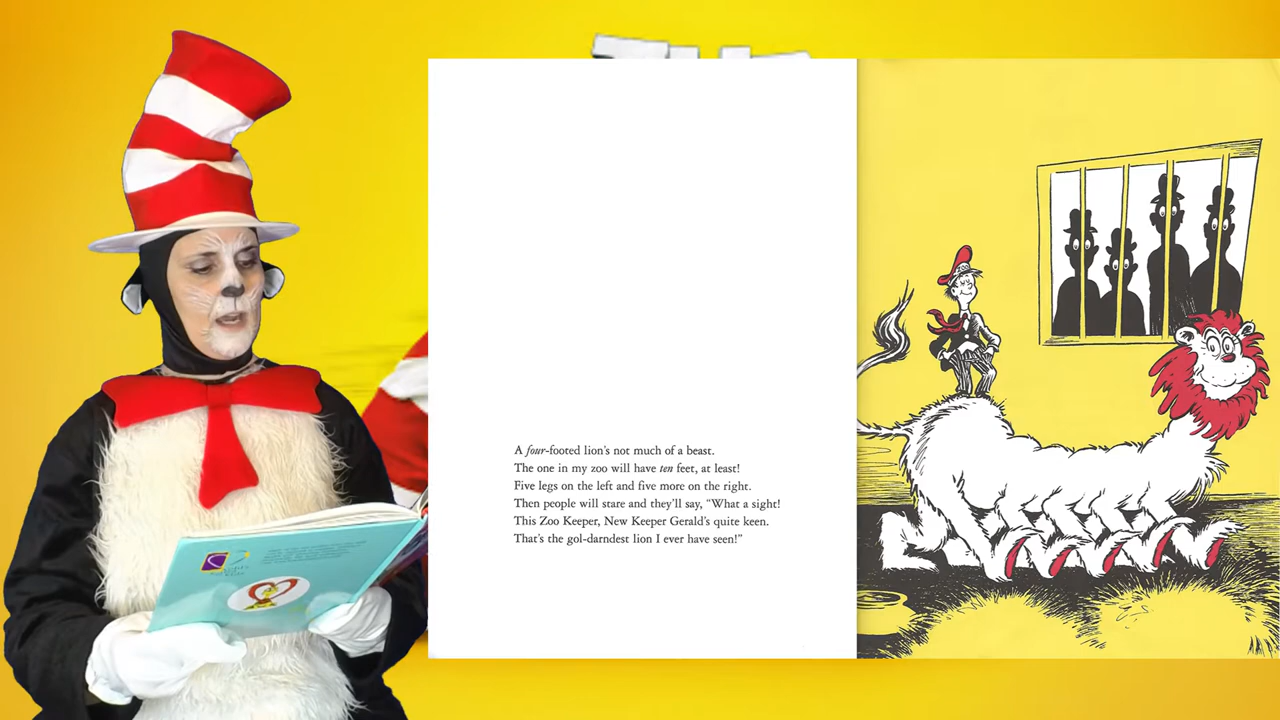 A four-footed lion's not much of a beast.
The one in my zoo will have ten feet, at least!
Five legs on the left and five more on the right.
Then people will stare and they'll say, "What a sight!
This Zoo Keeper, New Keeper Gerald's quite keen.
That's the gol-darndest lion I ever have seen!"